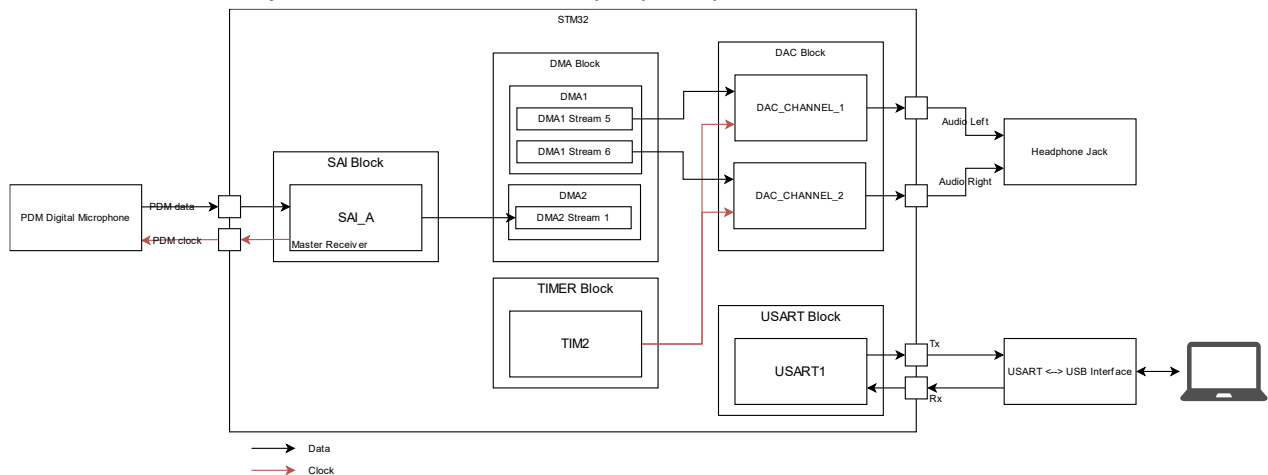 STM32
DMA Block
DAC Block
DMA1
DMA1 Stream 5
DAC_CHANNEL_1
Audio Left
DMA1 Stream 6
Headphone Jack
SAI Block
DAC_CHANNEL_2
Audio Right
DMA2
PDM data
PDM Digital Microphone
SAI_A
DMA2 Stream 1
PDM clock
Master Receiver
TIMER Block
USART Block
TIM2
Tx
USART1
USART <--> USB Interface
Rx
Data
Clock